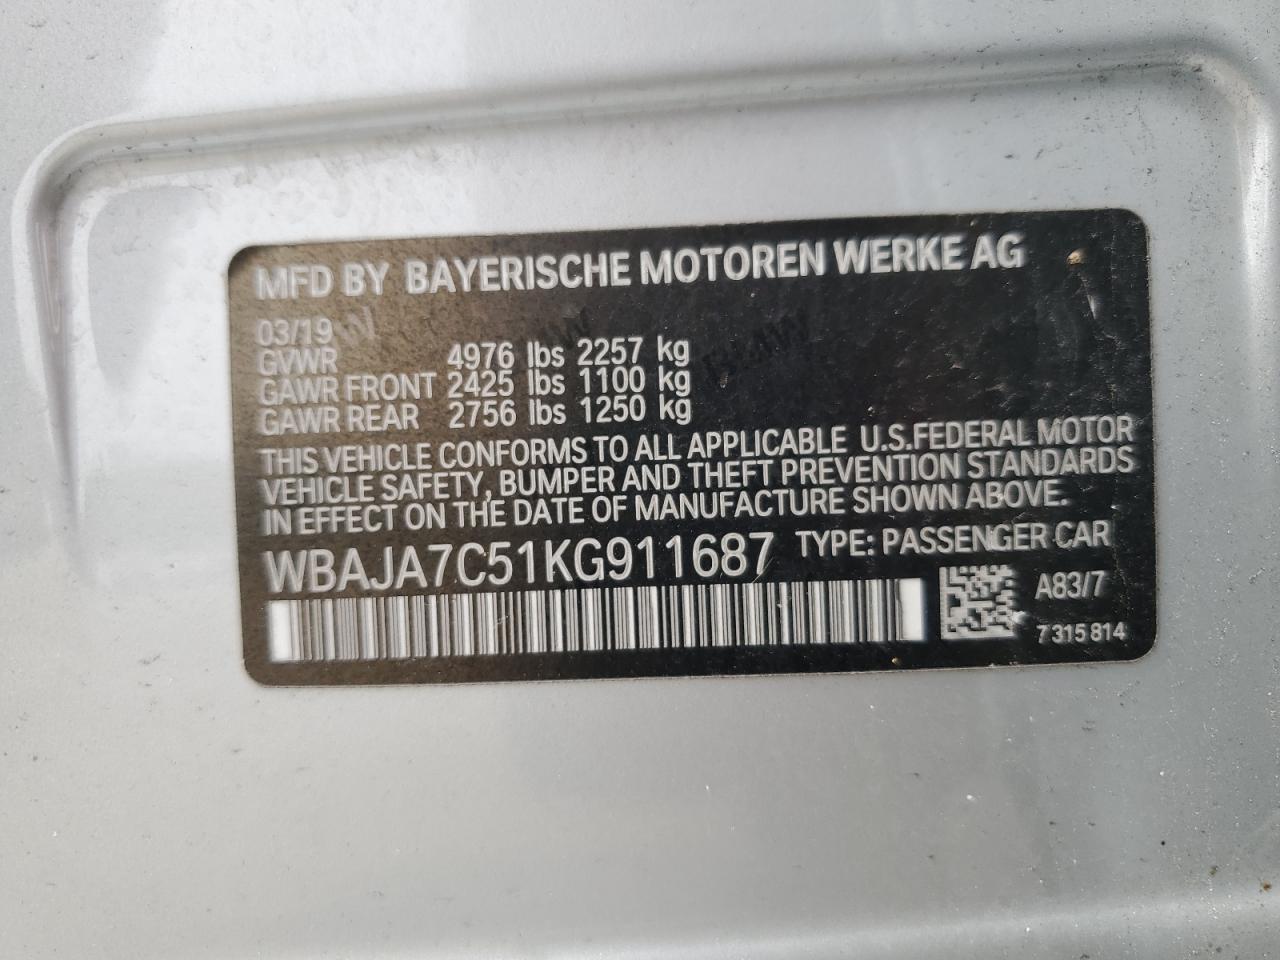 MFD BY BAYERISCHE MOTOREN WERKE AG
03/19
GVWR 4976 lbs 2257 kg
GAWR FRONT 2425 lbs 1100 kg
GAWR REAR 2756 lbs 1250 kg
THIS VEHICLE CONFORMS TO ALL APPLICABLE U.S.FEDERAL MOTOR
VEHICLE SAFETY, BUMPER AND THEFT PREVENTION STANDARDS
IN EFFECT ON THE DATE OF MANUFACTURE SHOWN ABOVE.
WBAJA7C51KG911687 TYPE: PASSENGER CAR
A83/7
7 315 814